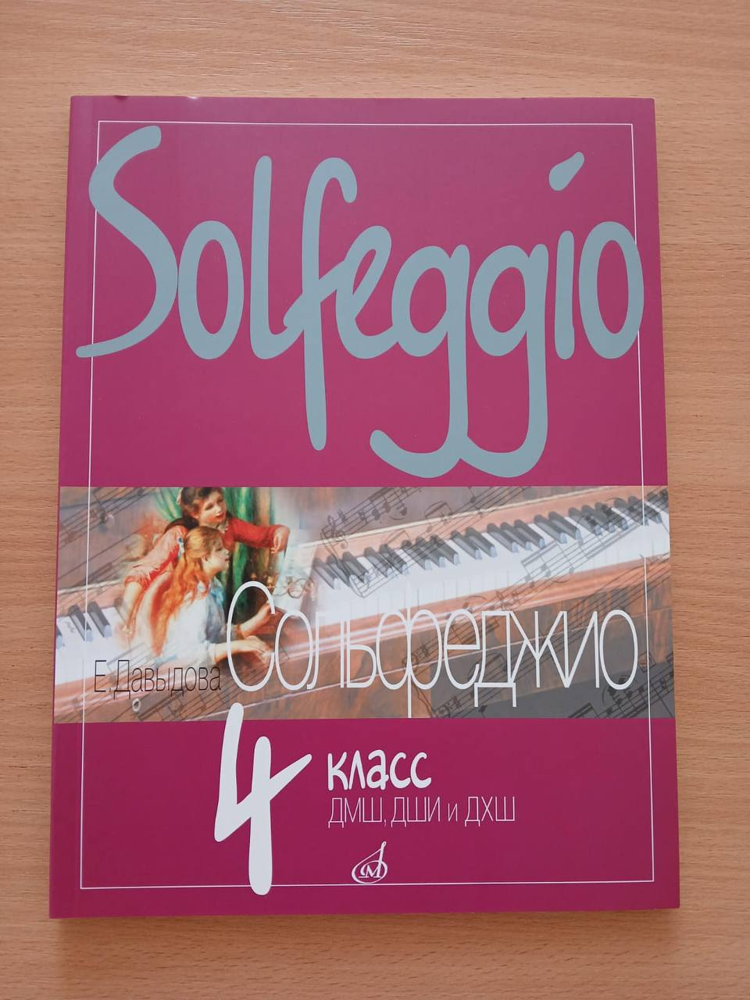 Solfeggio
Е. Давыдова
Сольфеджио
4 класс
ДМШ, ДШИ и ДХШ
М